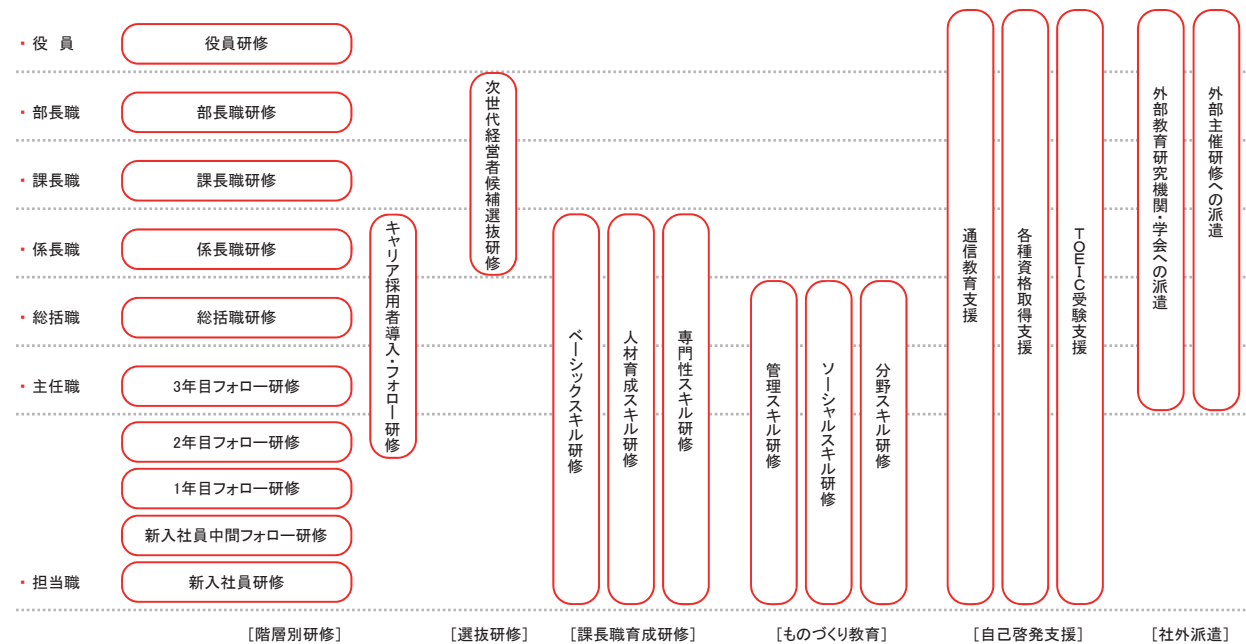 ・役 員
役員研修
・部長職
部長職研修
・課長職
課長職研修
・係長職
係長職研修
・総括職
総括職研修
・主任職
3年目フォロー研修
2年目フォロー研修
1年目フォロー研修
新入社員中間フォロー研修
・担当職
新入社員研修
キャリア採用者導入・フォロー研修
次世代経営者候補選抜研修
ベーシックスキル研修
人材育成スキル研修
専門性スキル研修
管理スキル研修
ソーシャルスキル研修
分野スキル研修
通信教育支援
各種資格取得支援
TOEIC受験支援
外部教育研究機関・学会への派遣
外部主催研修への派遣
[階層別研修]
[選抜研修]
[課長職育成研修]
[ものづくり教育]
[自己啓発支援]
[社外派遣]